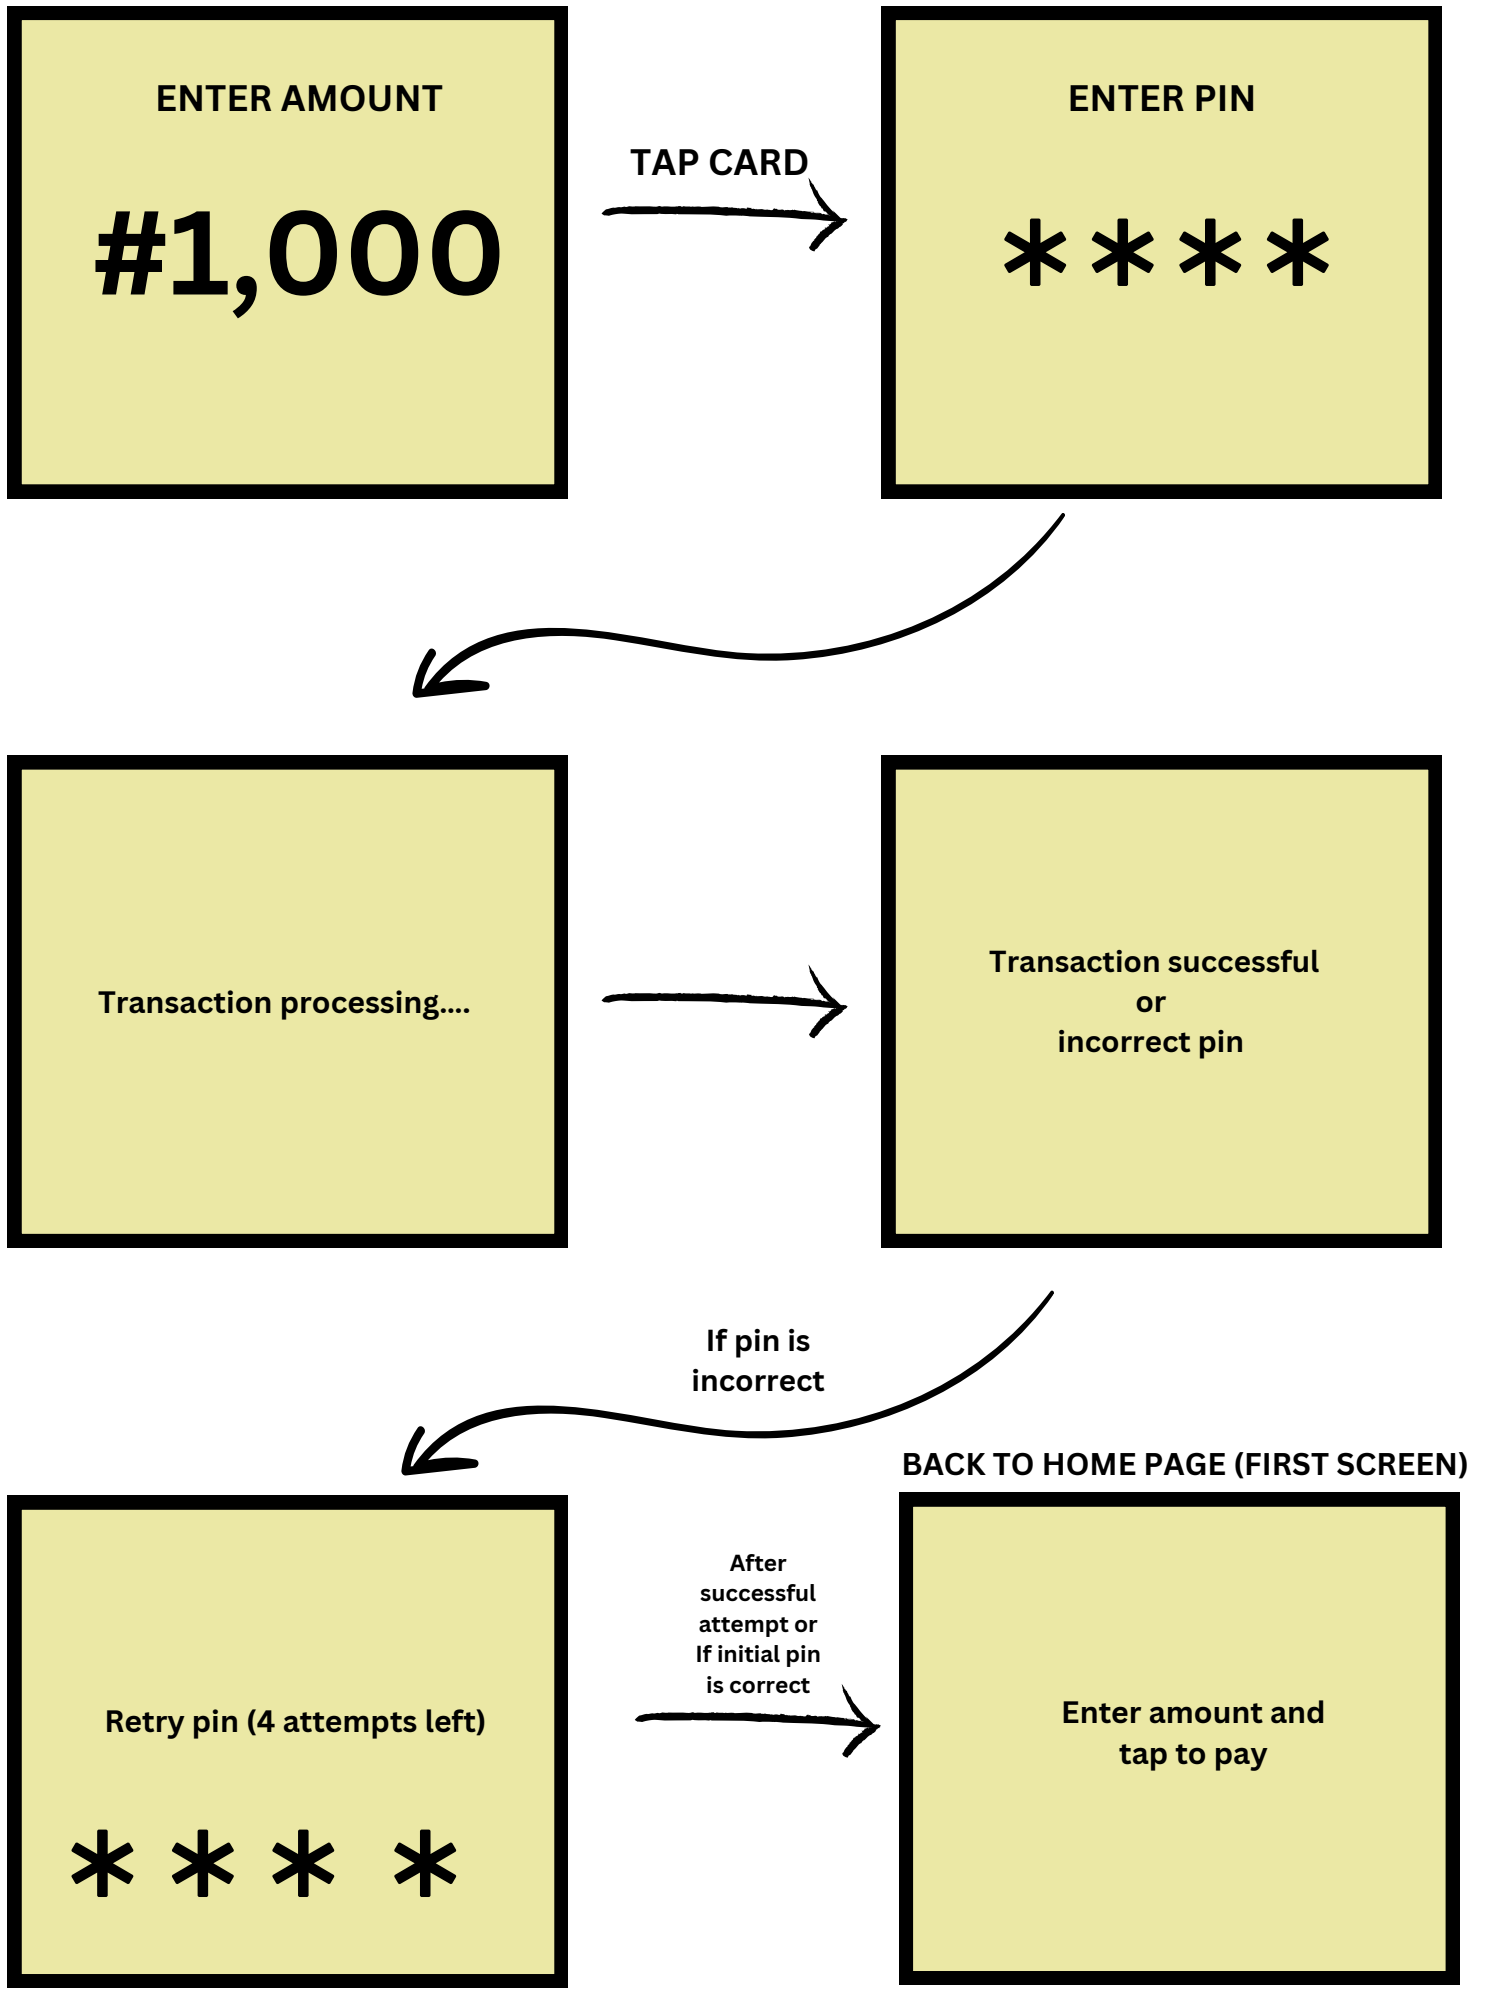 ENTER AMOUNT
#1,000
TAP CARD
ENTER PIN
****
Transaction processing....
Transaction successful
or
incorrect pin
If pin is
incorrect
Retry pin (4 attempts left)
* * * *
After
successful
attempt or
If initial pin
is correct
BACK TO HOME PAGE (FIRST SCREEN)
Enter amount and
tap to pay